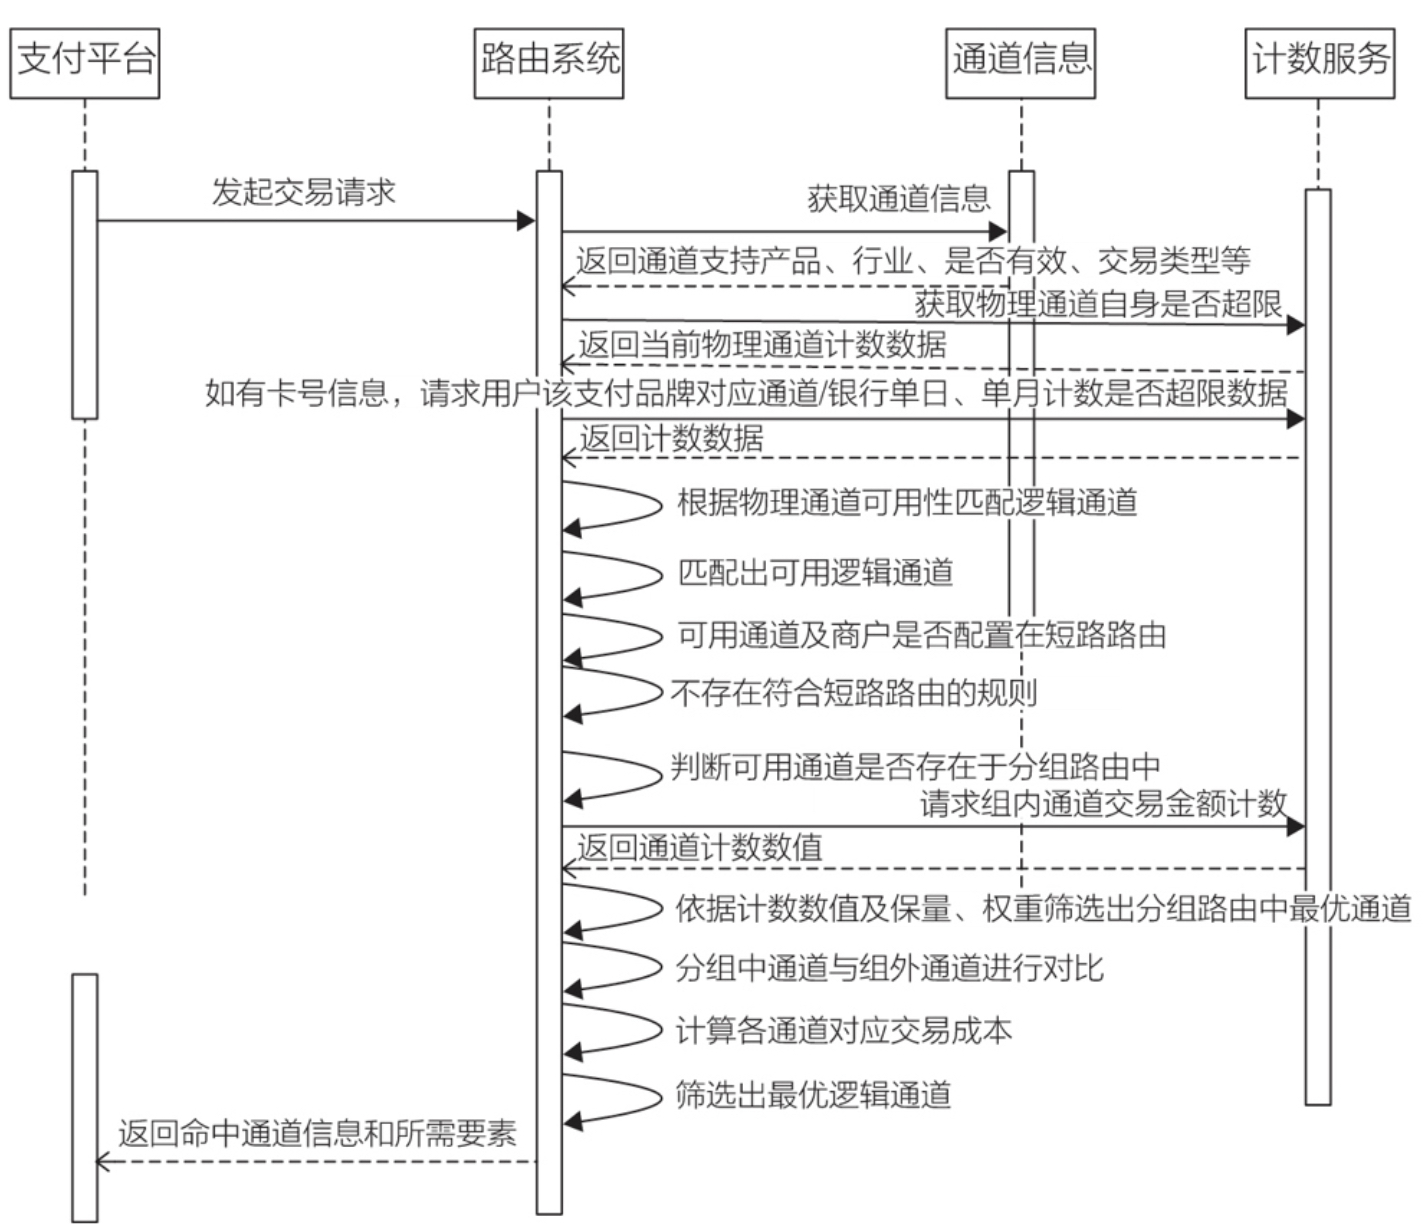 支付平台
路由系统
通道信息
计数服务
发起交易请求
获取通道信息
返回通道支持产品、行业、是否有效、交易类型等
获取物理通道自身是否超限
返回当前物理通道计数数据
如有卡号信息，请求用户该支付品牌对应通道/银行单日、单月计数是否超限数据
返回计数数据
根据物理通道可用性匹配逻辑通道
匹配出可用逻辑通道
可用通道及商户是否配置在短路路由
不存在符合短路路由的规则
判断可用通道是否存在于分组路由中
请求组内通道交易金额计数
返回通道计数数值
依据计数数值及保量、权重筛选出分组路由中最优通道
分组中通道与组外通道进行对比
计算各通道对应交易成本
筛选出最优逻辑通道
返回命中通道信息和所需要素